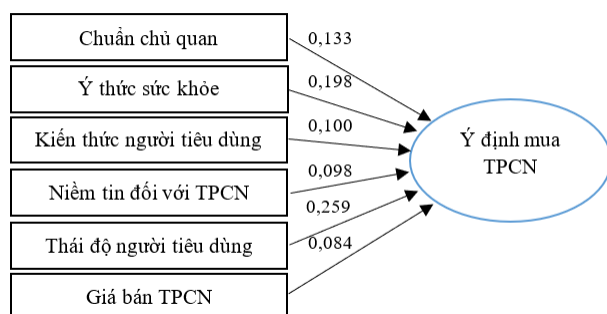 Chuẩn chủ quan
0,133
Ý thức sức khỏe
0,198
Kiến thức người tiêu dùng
0,100
Niềm tin đối với TPCN
0,098
Thái độ người tiêu dùng
0,259
Giá bán TPCN
0,084
Ý định mua
TPCN